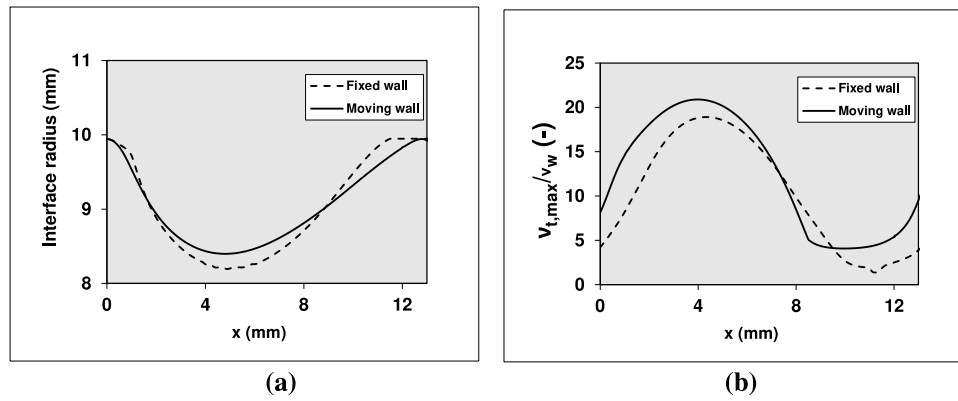 11
10
9
8
Interface radius (mm)
Fixed wall
Moving wall
0 4 8 12
x (mm)
(a)
25
20
15
10
5
0
v_t,max/v_w (-)
Fixed wall
Moving wall
0 4 8 12
x (mm)
(b)